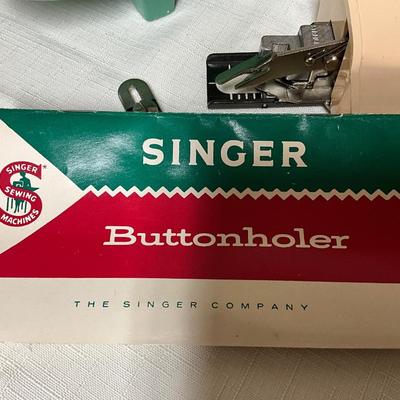 SINGER
SINGER
SEWING
MACHINES
Buttonholer
THE SINGER COMPANY